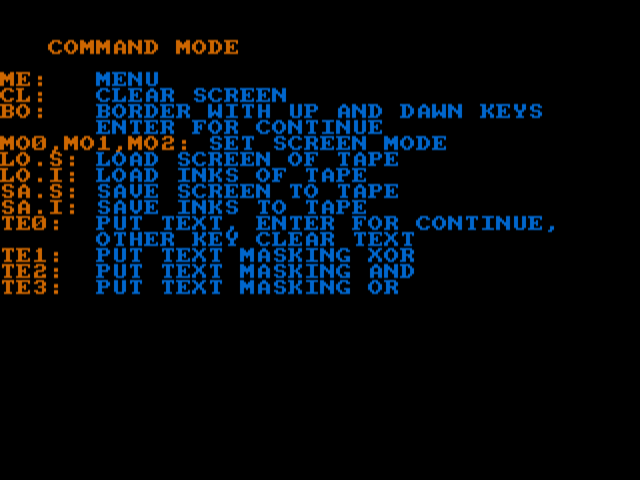 COMMAND MODE
ME: MENU
CL: CLEAR SCREEN
BO: BORDER WITH UP AND DAWN KEYS
ENTER FOR CONTINUE
MO0,MO1,MO2: SET SCREEN MODE
LO.S: LOAD SCREEN OF TAPE
LO.I: LOAD INKS OF TAPE
SA.S: SAVE SCREEN TO TAPE
SA.I: SAVE INKS TO TAPE
TE0: PUT TEXT, ENTER FOR CONTINUE,
OTHER KEY CLEAR TEXT
TE1: PUT TEXT MASKING XOR
TE2: PUT TEXT MASKING AND
TE3: PUT TEXT MASKING OR